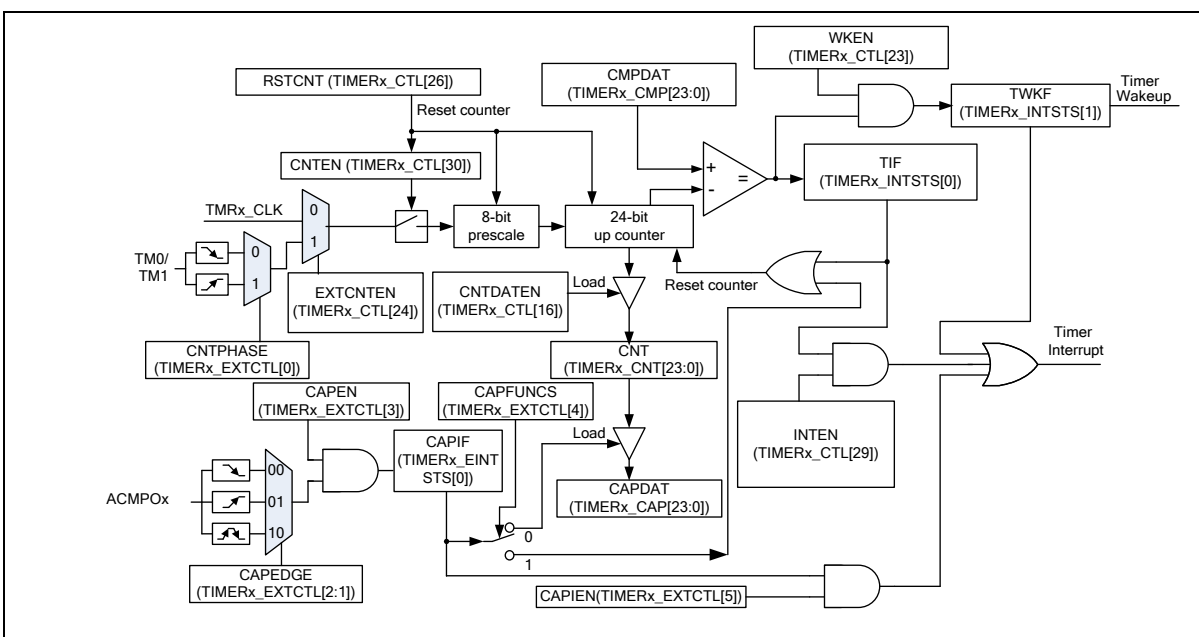 WKEN
(TIMERx_CTL[23])
RSTCNT (TIMERx_CTL[26])
CMPDAT
(TIMERx_CMP[23:0])
Timer
Wakeup
TWKF
(TIMERx_INTSTS[1])
Reset counter
CNTEN (TIMERx_CTL[30])
TIF
(TIMERx_INTSTS[0])
+
=
-
TMRx_CLK
0
1
8-bit
prescale
24-bit
up counter
TM0/
TM1
0
1
Reset counter
EXTCNTEN
(TIMERx_CTL[24])
CNTDATEN
(TIMERx_CTL[16])
Load
CNTPHASE
(TIMERx_EXTCTL[0])
CNT
(TIMERx_CNT[23:0])
Timer
Interrupt
CAPEN
(TIMERx_EXTCTL[3])
CAPFUNCS
(TIMERx_EXTCTL[4])
INTEN
(TIMERx_CTL[29])
Load
CAPIF
(TIMERx_EINT
STS[0])
ACMPOx
00
01
10
CAPDAT
(TIMERx_CAP[23:0])
0
1
CAPEDGE
(TIMERx_EXTCTL[2:1])
CAPIEN(TIMERx_EXTCTL[5])